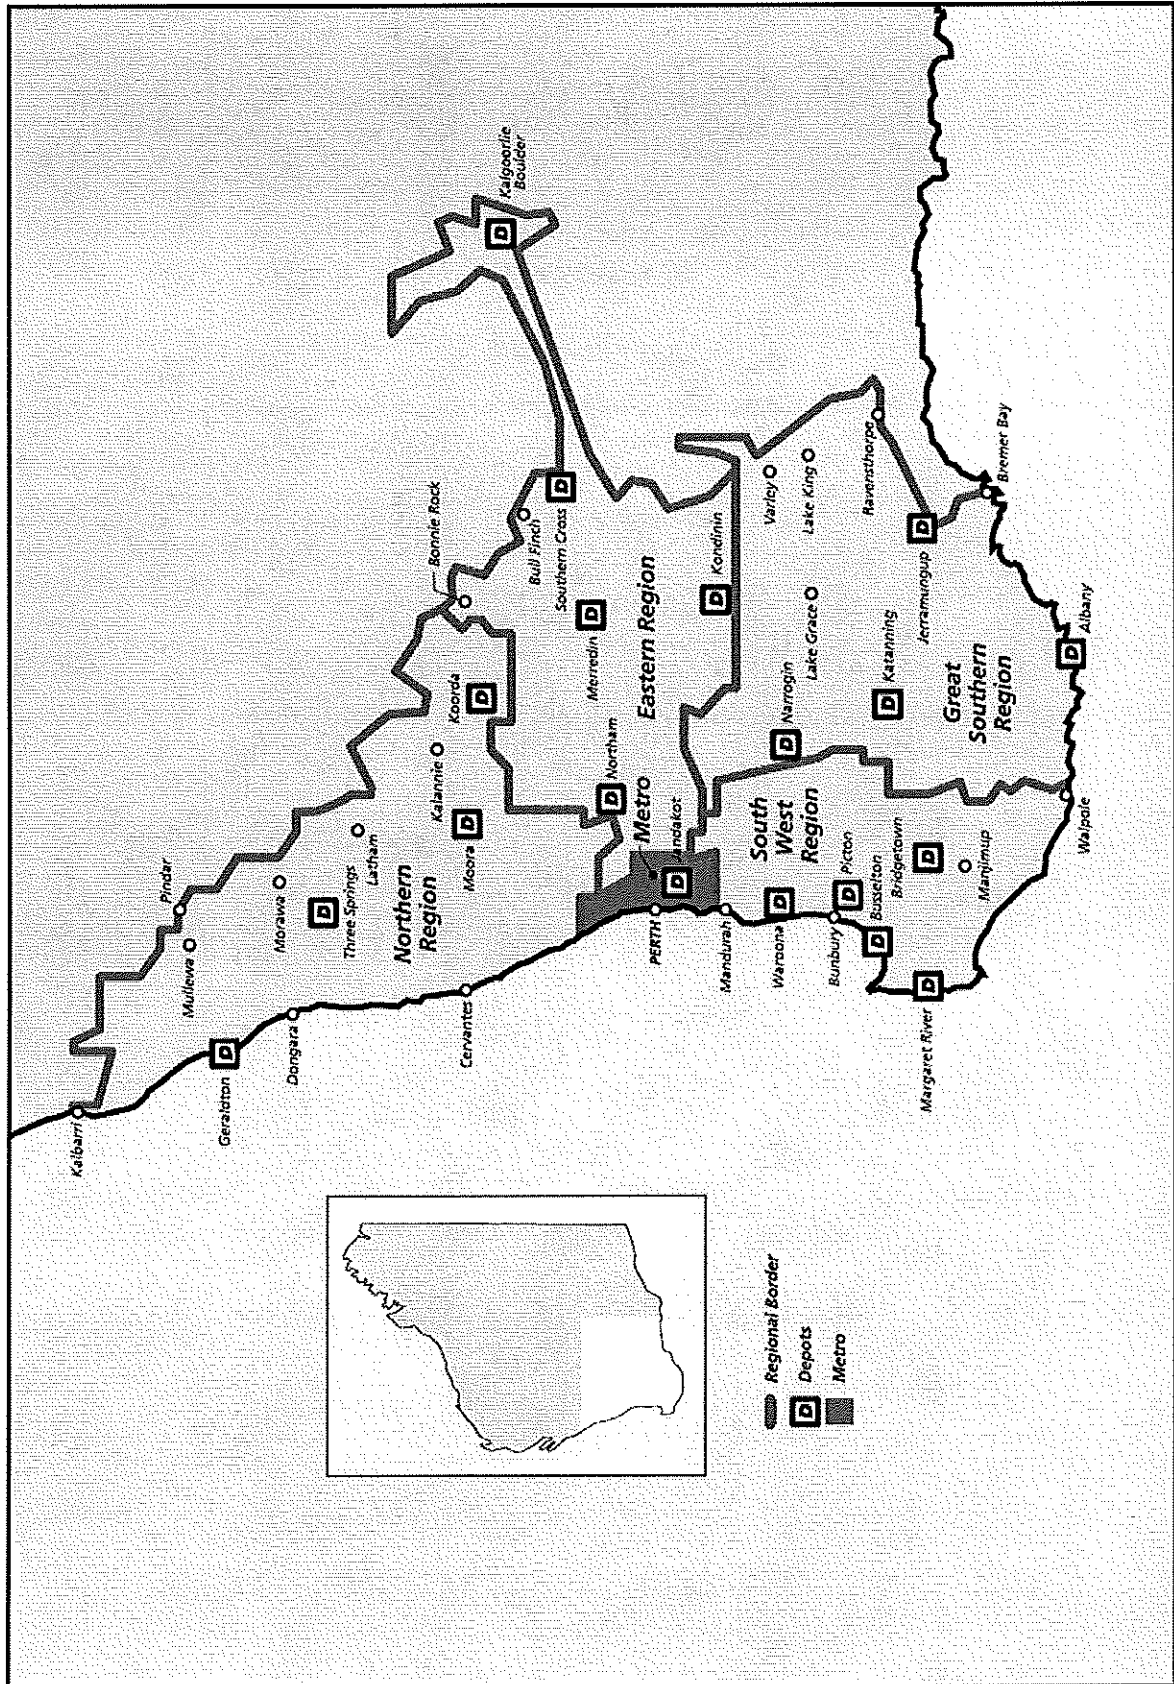 Kalbarri
Pindar
Mullewa
Geraldton
D
Morawa
Dongara
D
Three Springs
Latham
Northern
Region
Kalannie
Koorda
D
Moora
D
Cervantes
Bonnie Rock
Bull Finch
Southern Cross
D
Kalgoorlie
Boulder
D
Merredin
D
Eastern Region
Northam
D
Metro
Jandakot
D
PERTH
Kondinin
D
Mandurah
South
West
Region
Waroona
D
Narrogin
D
Varley
Lake King
Lake Grace
Bunbury
Picton
D
Busselton
D
Bridgetown
D
Katanning
D
Ravensthorpe
Margaret River
D
Manjimup
Great
Southern
Region
Jerramungup
D
Bremer Bay
Walpole
Albany
D
Regional Border
D
Depots
Metro